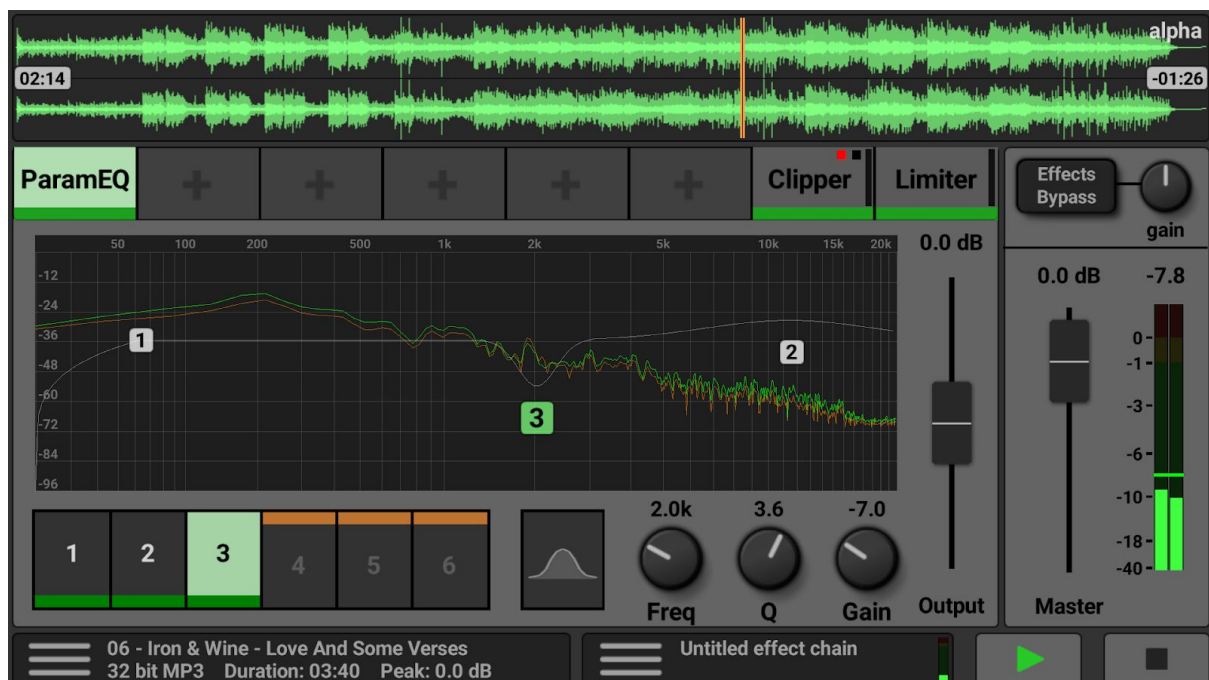 alpha
02:14
-01:26
ParamEQ
Clipper
Limiter
Effects
Bypass
gain
50 100 200 500 1k 2k 5k 10k 15k 20k
-12
-24
-36
-48
-60
-72
-84
-96
1
2
3
0.0 dB
Output
0.0 dB -7.8
0-
-1-
-3-
-6-
-10-
-18-
-40-
Master
1 2 3 4 5 6
2.0k 3.6 -7.0
Freq Q Gain
06 - Iron & Wine - Love And Some Verses
32 bit MP3 Duration: 03:40 Peak: 0.0 dB
Untitled effect chain